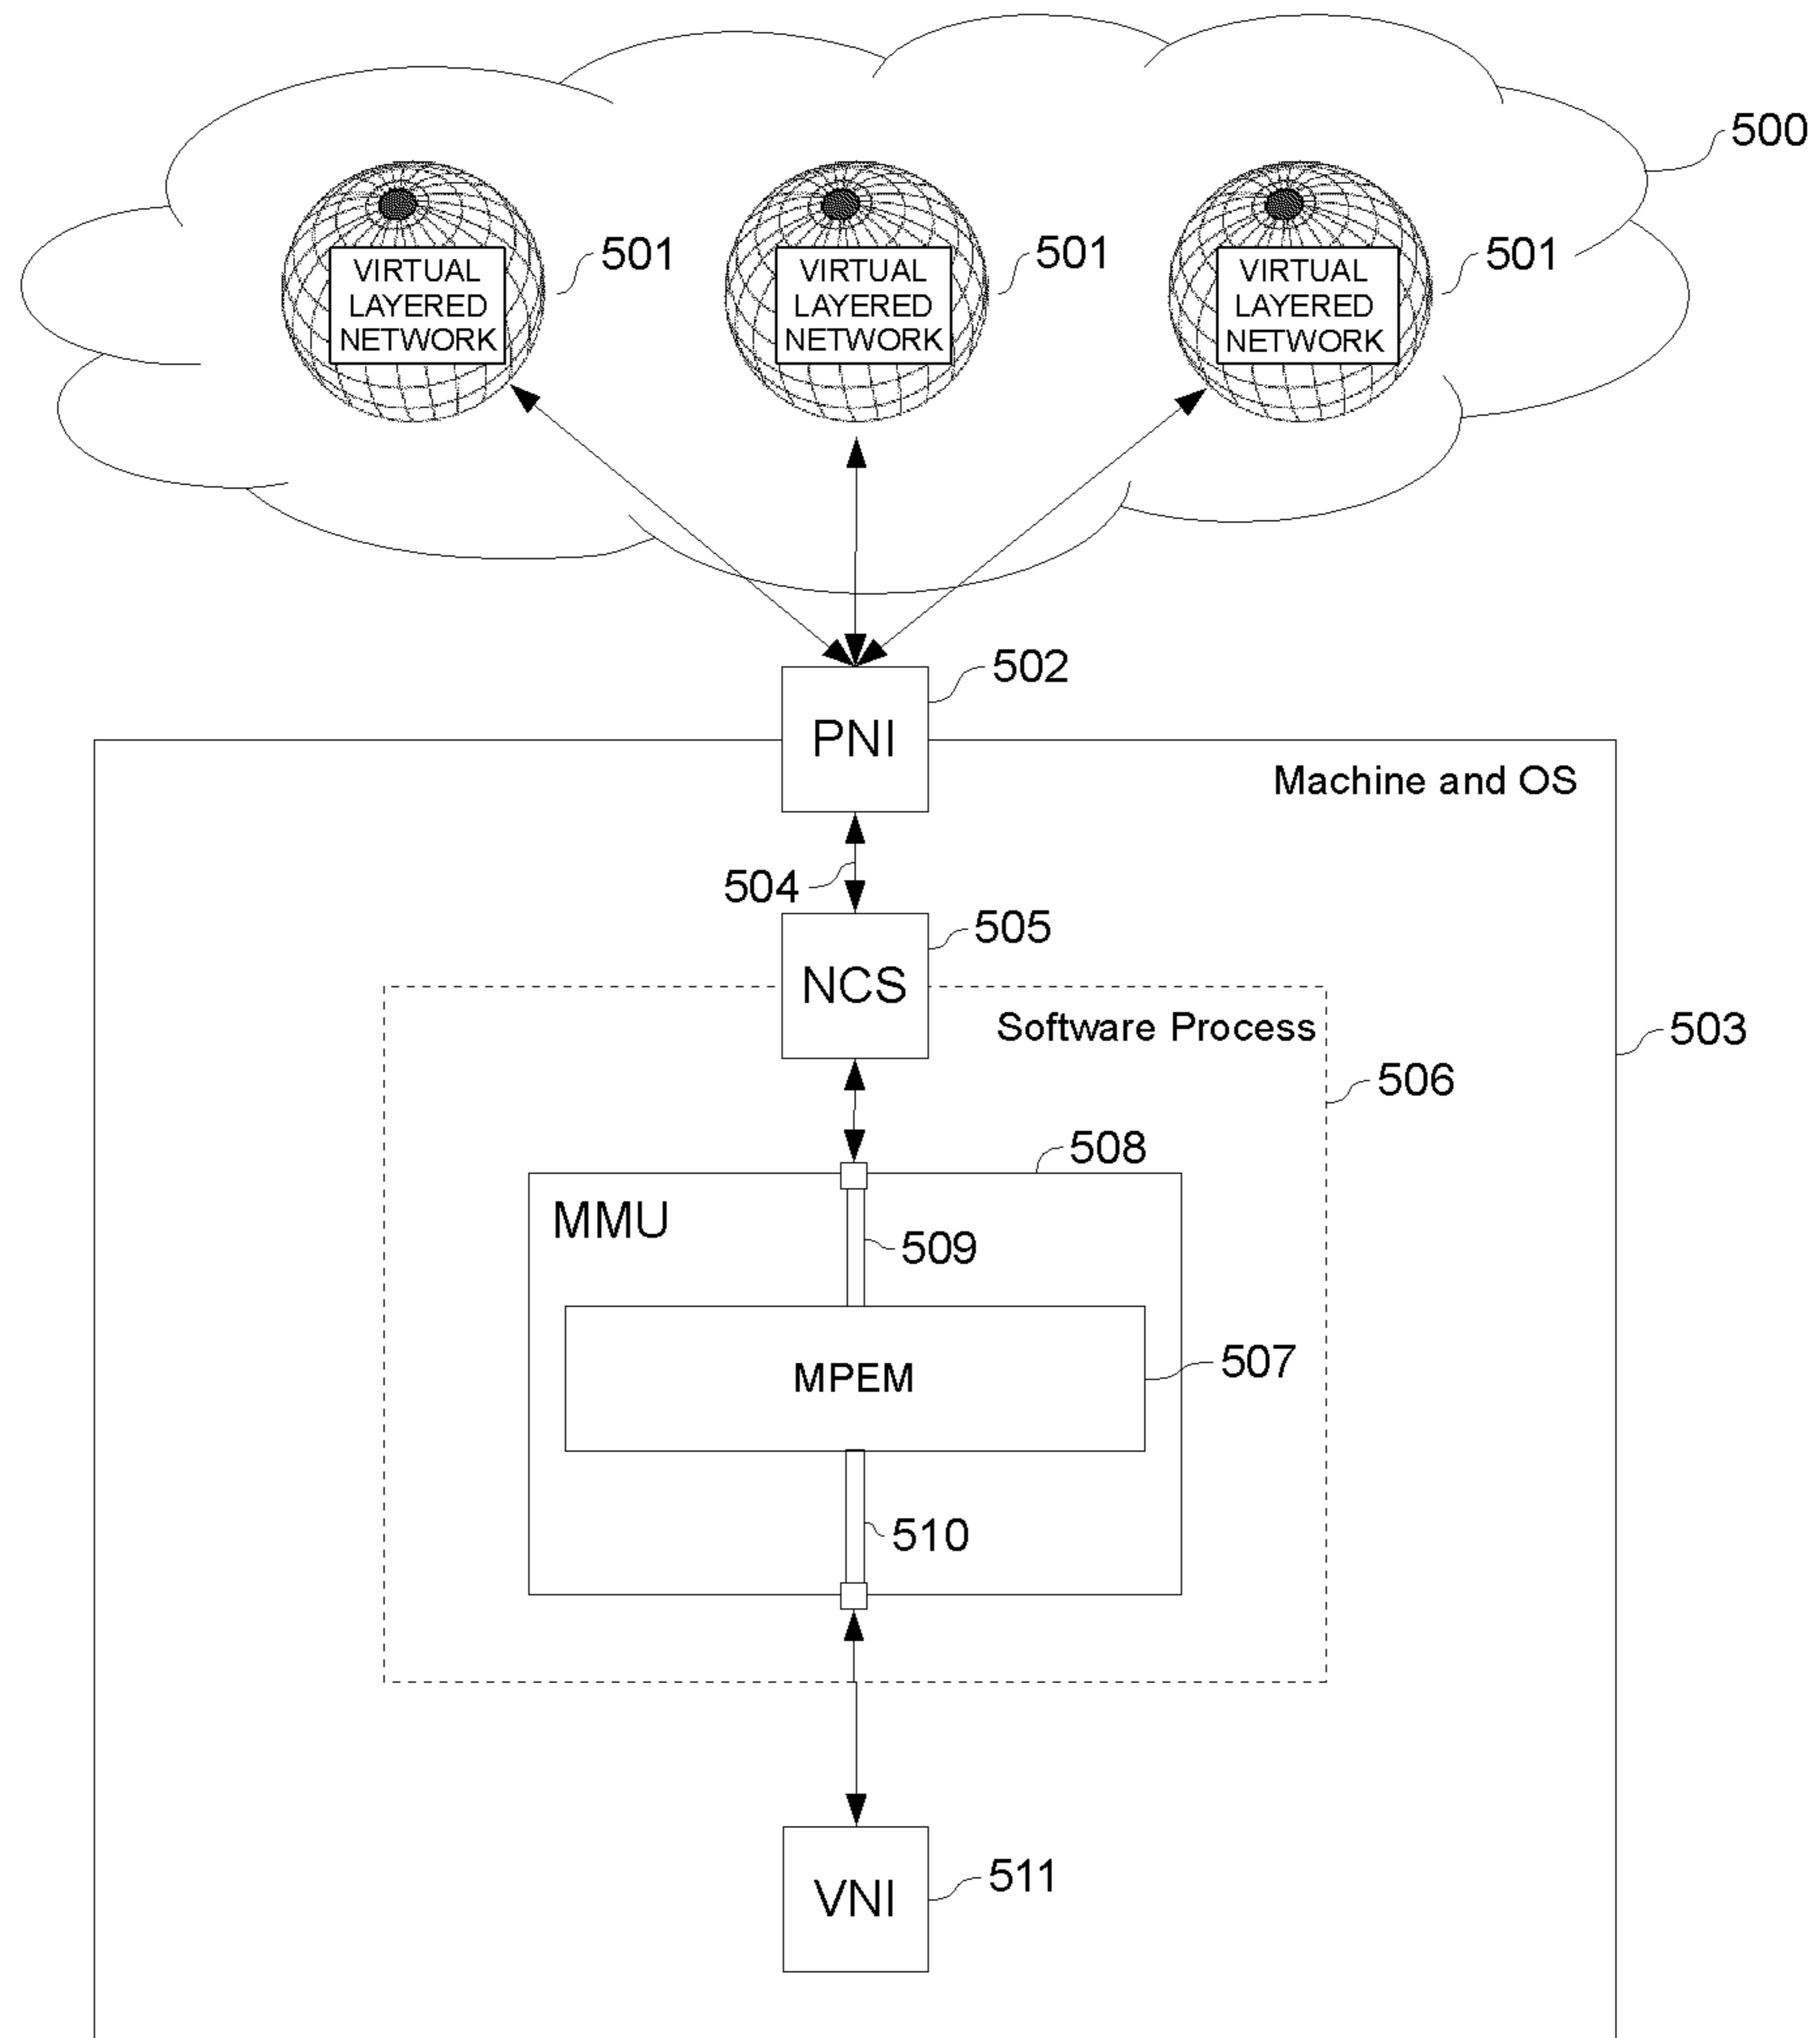 500
501
501
501
VIRTUAL
LAYERED
NETWORK
VIRTUAL
LAYERED
NETWORK
VIRTUAL
LAYERED
NETWORK
502
PNI
Machine and OS
504
505
NCS
Software Process
503
506
508
MMU
509
507
MPEM
510
511
VNI